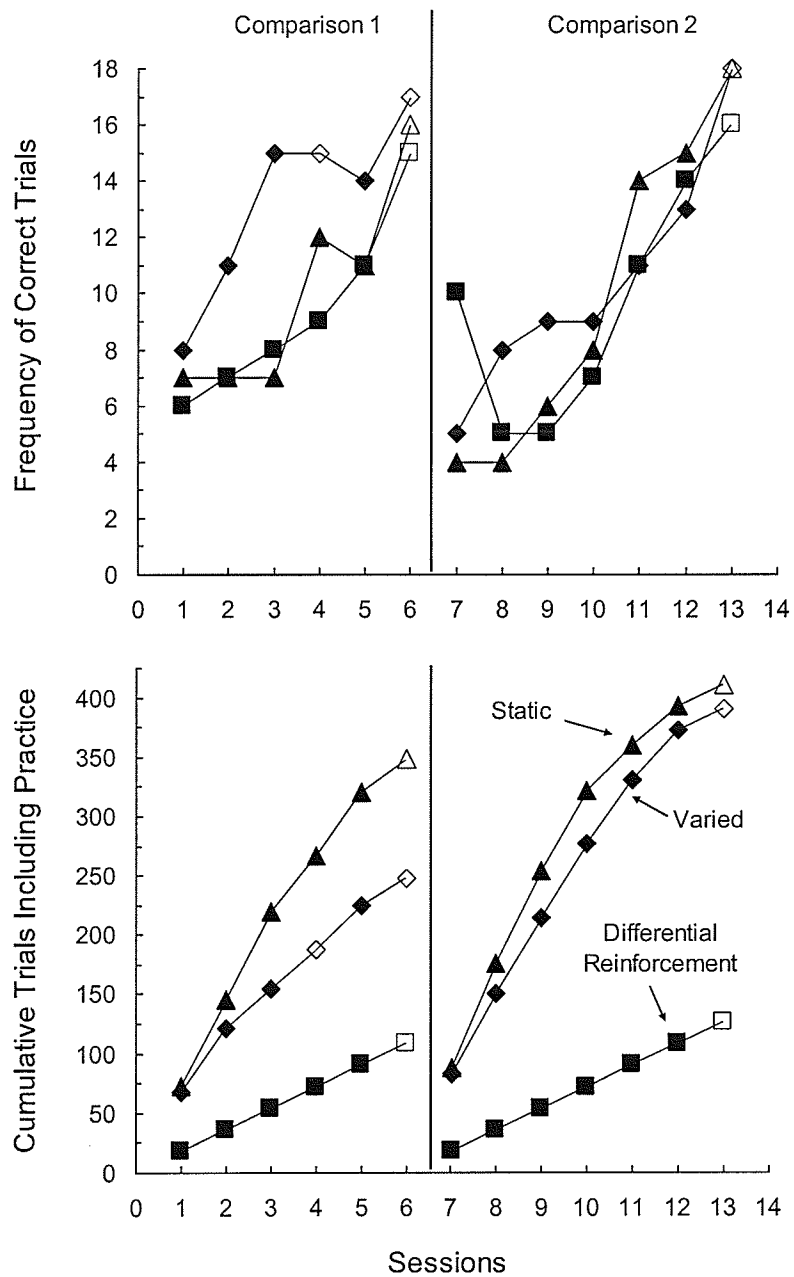 Comparison 1
Comparison 2
Frequency of Correct Trials
18
16
14
12
10
8
6
4
2
0
0 1 2 3 4 5 6 7 8 9 10 11 12 13 14
Cumulative Trials Including Practice
400
350
300
250
200
150
100
50
0
Static
Varied
Differential
Reinforcement
0 1 2 3 4 5 6 7 8 9 10 11 12 13 14
Sessions